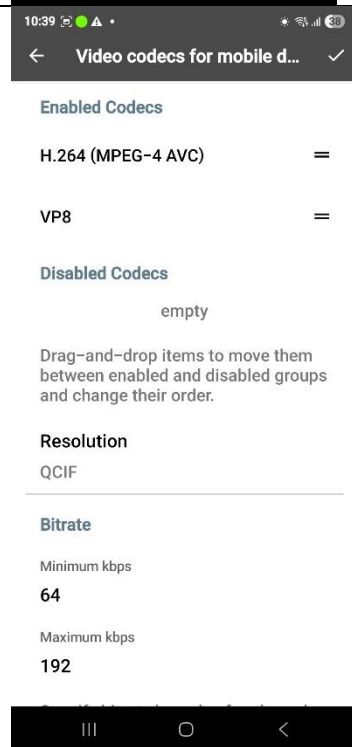 10:39
38
Video codecs for mobile d...
Enabled Codecs
H.264 (MPEG-4 AVC)
VP8
Disabled Codecs
empty
Drag-and-drop items to move them
between enabled and disabled groups
and change their order.
Resolution
QCIF
Bitrate
Minimum kbps
64
Maximum kbps
192